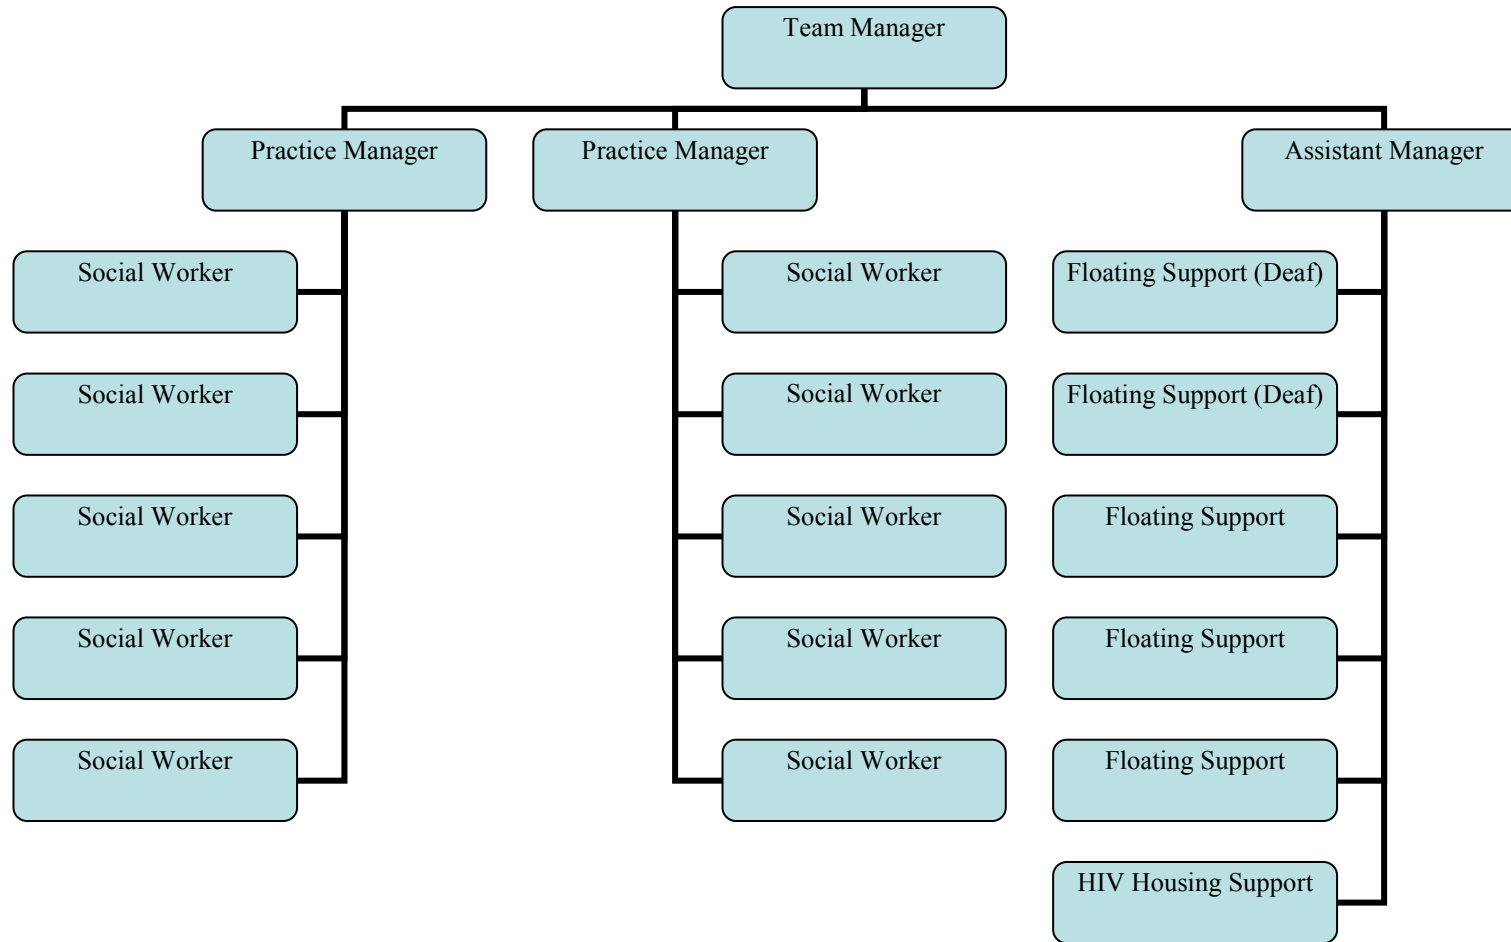 Team Manager
Practice Manager
Practice Manager
Assistant Manager
Social Worker
Social Worker
Floating Support (Deaf)
Social Worker
Social Worker
Floating Support (Deaf)
Social Worker
Social Worker
Floating Support
Social Worker
Social Worker
Floating Support
Social Worker
Social Worker
Floating Support
HIV Housing Support